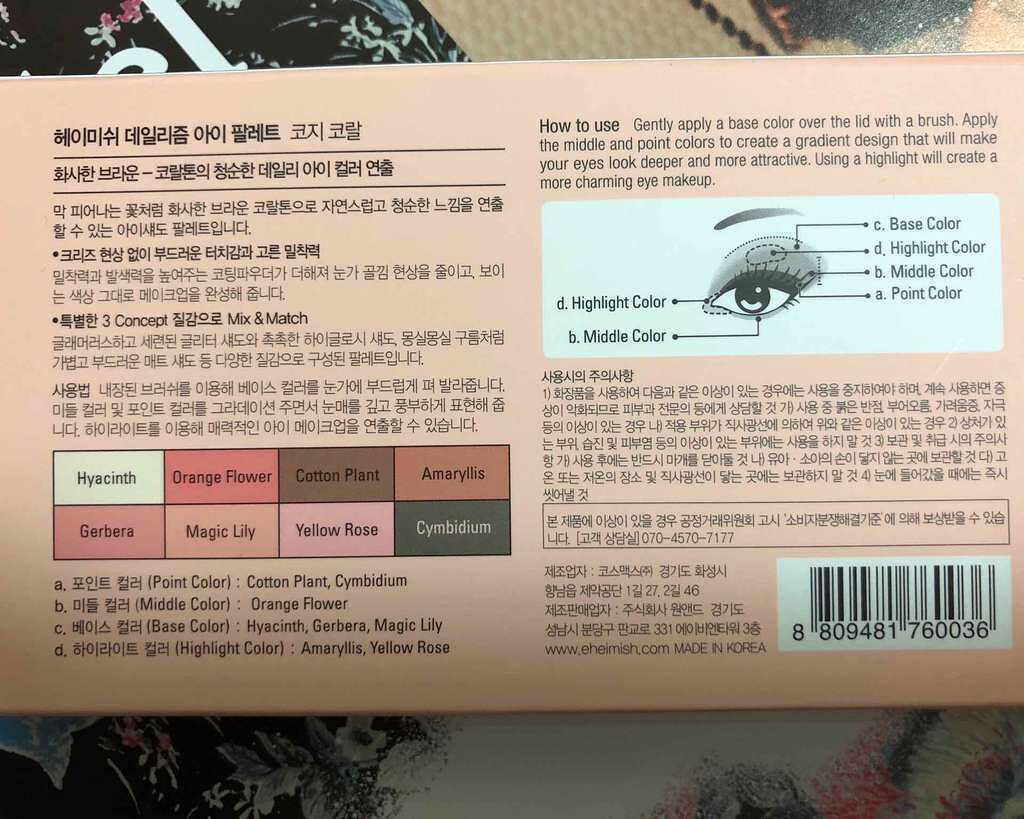 헤이미쉬 데일리즘 아이 팔레트 코지 코랄
화사한 브라운 – 코랄톤의 청순한 데일리 아이 컬러 연출
막 피어나는 꽃처럼 화사한 브라운 코랄톤으로 자연스럽고 청순한 느낌을 연출
할 수 있는 아이섀도 팔레트입니다.
•크리즈 현상 없이 부드러운 터치감과 고른 밀착력
밀착력과 발색력을 높여주는 코팅파우더가 더해져 눈가 골낌 현상을 줄이고, 보이
는 색상 그대로 메이크업을 완성해 줍니다.
•특별한 3 Concept 질감으로 Mix & Match
글래머러스하고 세련된 글리터 섀도와 촉촉한 하이글로시 섀도, 몽실몽실 구름처럼
가볍고 부드러운 매트 섀도 등 다양한 질감으로 구성된 팔레트입니다.
사용법 내장된 브러쉬를 이용해 베이스 컬러를 눈가에 부드럽게 펴 발라줍니다.
미들 컬러 및 포인트 컬러를 그라데이션 주면서 눈매를 깊고 풍부하게 표현해 줍
니다. 하이라이트를 이용해 매력적인 아이 메이크업을 연출할 수 있습니다.
Hyacinth Orange Flower Cotton Plant Amaryllis
Gerbera Magic Lily Yellow Rose Cymbidium
a. 포인트 컬러 (Point Color) : Cotton Plant, Cymbidium
b. 미들 컬러 (Middle Color) : Orange Flower
c. 베이스 컬러 (Base Color) : Hyacinth, Gerbera, Magic Lily
d. 하이라이트 컬러 (Highlight Color) : Amaryllis, Yellow Rose
How to use Gently apply a base color over the lid with a brush. Apply
the middle and point colors to create a gradient design that will make
your eyes look deeper and more attractive. Using a highlight will create a
more charming eye makeup.
c. Base Color
d. Highlight Color
b. Middle Color
a. Point Color
d. Highlight Color
b. Middle Color
사용시의 주의사항
1) 화장품을 사용하여 다음과 같은 이상이 있는 경우에는 사용을 중지하여야 하며, 계속 사용하면 증
상이 악화되므로 피부과 전문의 등에게 상담할 것 가) 사용 중 붉은 반점, 부어오름, 가려움증, 자극
등의 이상이 있는 경우 나) 적용 부위가 직사광선에 의하여 위와 같은 이상이 있는 경우 2) 상처가 있
는 부위, 습진 및 피부염 등의 이상이 있는 부위에는 사용을 하지 말 것 3) 보관 및 취급 시의 주의사
항 가) 사용 후에는 반드시 마개를 닫아둘 것 나) 유아 · 소아의 손이 닿지 않는 곳에 보관할 것 다) 고
온 또는 저온의 장소 및 직사광선이 닿는 곳에는 보관하지 말 것 4) 눈에 들어갔을 때에는 즉시
씻어낼 것
본 제품에 이상이 있을 경우 공정거래위원회 고시 '소비자분쟁해결기준' 에 의해 보상받을 수 있습
니다. [고객 상담실] 070-4570-7177
제조업자 : 코스맥스㈜ 경기도 화성시
향남읍 제약공단 1길 27, 2길 46
제조판매업자 : 주식회사 원앤드 경기도
성남시 분당구 판교로 331 에이비엔타워 3층
www.eheimish.com MADE IN KOREA
8 809481 760036